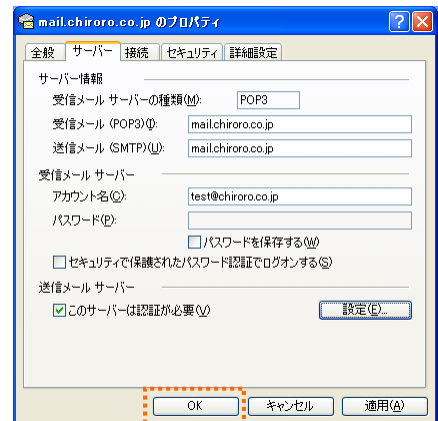 mail.chiroro.co.jp のプロパティ
全般 サーバー 接続 セキュリティ 詳細設定
サーバー情報
受信メール サーバーの種類(M): POP3
受信メール (POP3)(I): mail.chiroro.co.jp
送信メール (SMTP)(U): mail.chiroro.co.jp
受信メール サーバー
アカウント名(C): test@chiroro.co.jp
パスワード(P):
パスワードを保存する(W)
セキュリティで保護されたパスワード認証でログオンする(S)
送信メール サーバー
このサーバーは認証が必要(V) 設定(E)...
OK キャンセル 適用(A)